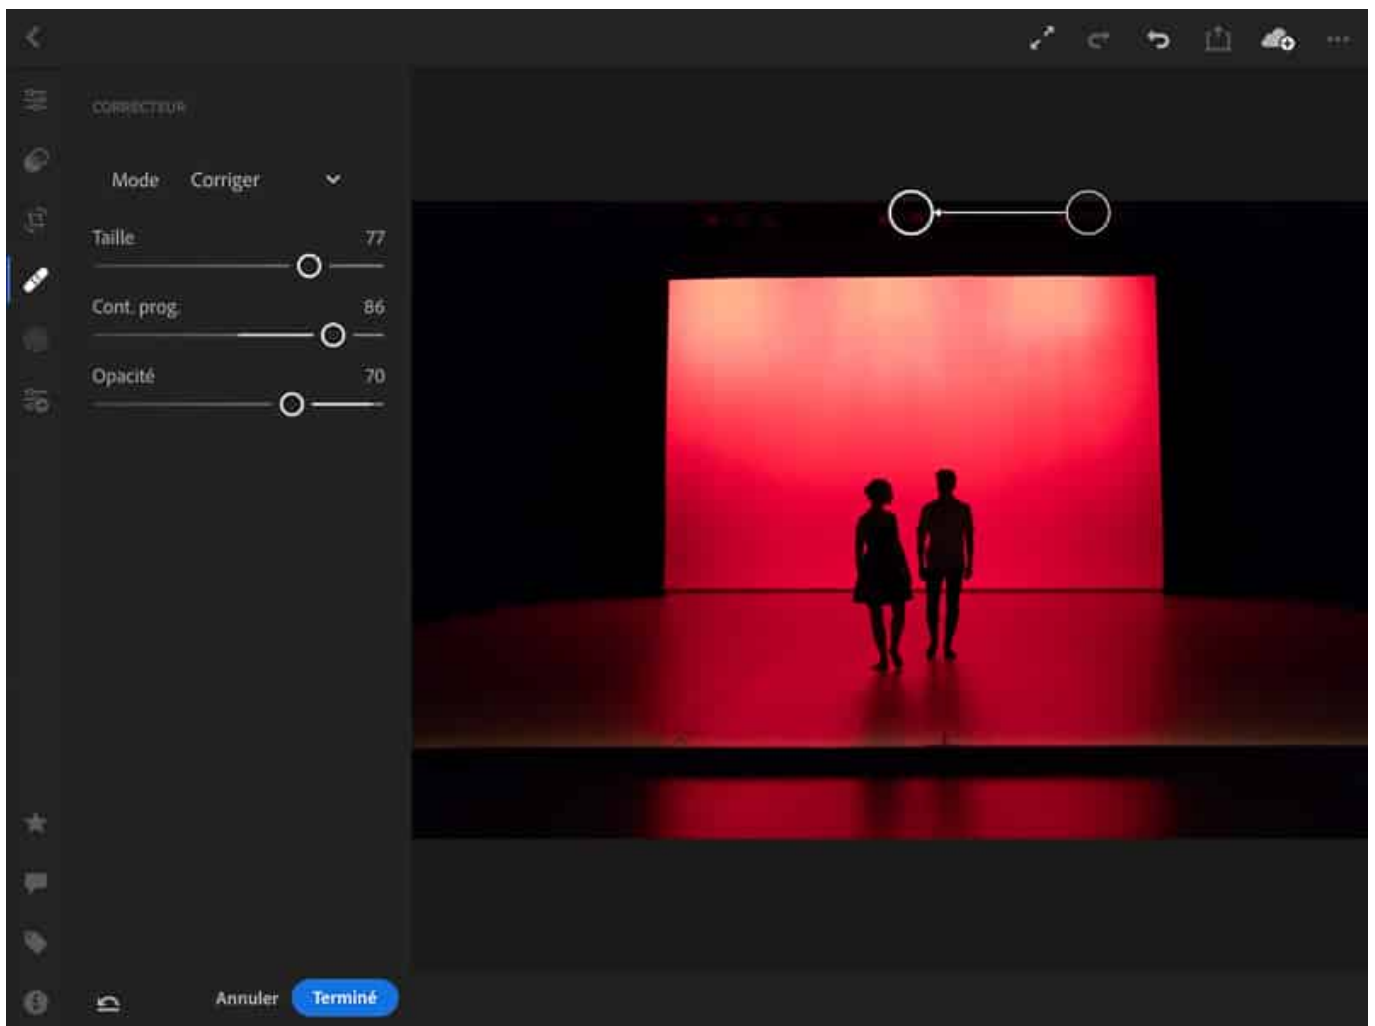 CORRECTEUR
Mode Corriger
Taille 77
Cont. prog. 86
Opacité 70
Annuler Terminé